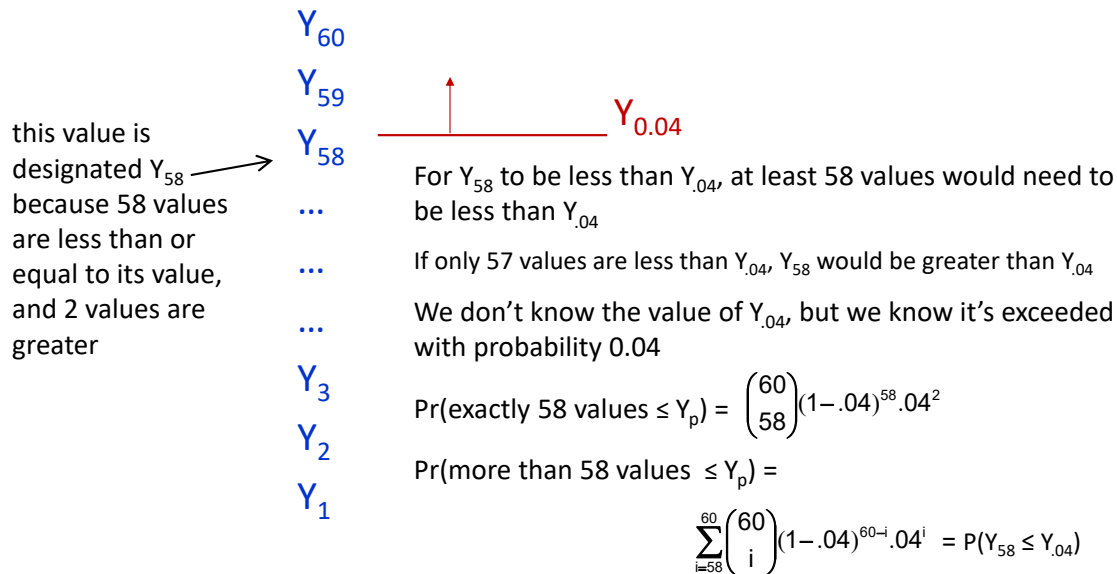 Y₆₀
Y₅₉
Y₅₈
...
...
...
Y₃
Y₂
Y₁
Y₀.₀₄
this value is
designated Y₅₈
because 58 values
are less than or
equal to its value,
and 2 values are
greater
For Y₅₈ to be less than Y.₀₄, at least 58 values would need to
be less than Y.₀₄
If only 57 values are less than Y.₀₄, Y₅₈ would be greater than Y.₀₄
We don’t know the value of Y.₀₄, but we know it’s exceeded
with probability 0.04
Pr(exactly 58 values ≤ Yₚ) = (60 58)(1−.04)⁵⁸.04²
Pr(more than 58 values ≤ Yₚ) =
∑_{i=58}^{60} (60 i)(1−.04)⁶⁰⁻ⁱ.04ⁱ = P(Y₅₈ ≤ Y.₀₄)